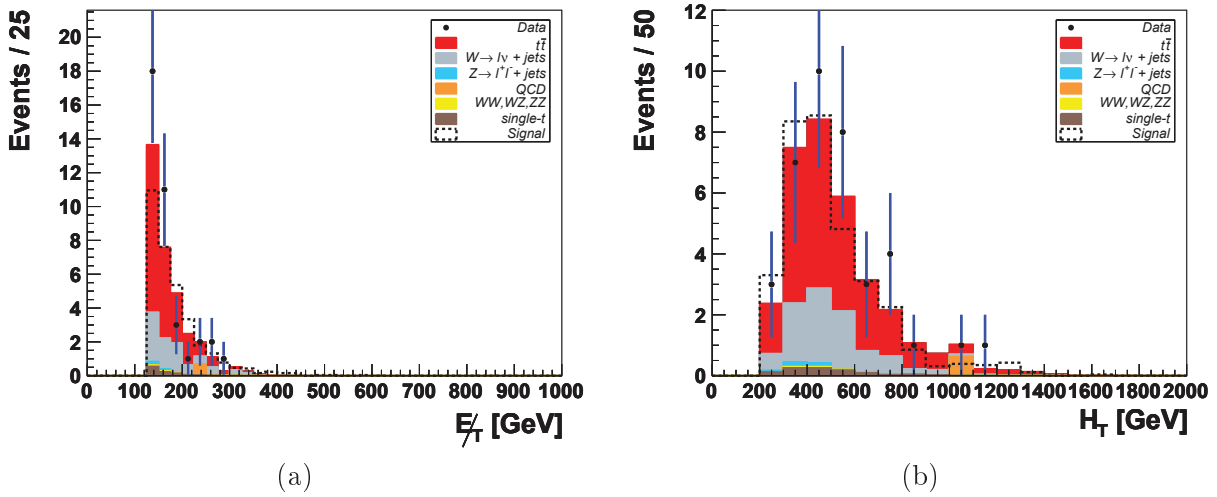 Events / 25
20
18
16
14
12
10
8
6
4
2
0
0 100 200 300 400 500 600 700 800 900 1000
E̸T [GeV]
Data
tt̄
W→ lν + jets
Z→ l⁺l⁻+ jets
QCD
WW,WZ,ZZ
single-t
Signal
(a)
Events / 50
12
10
8
6
4
2
0
0 200 400 600 800 1000 1200 1400 1600 1800 2000
HT [GeV]
Data
tt̄
W→ lν + jets
Z→ l⁺l⁻+ jets
QCD
WW,WZ,ZZ
single-t
Signal
(b)